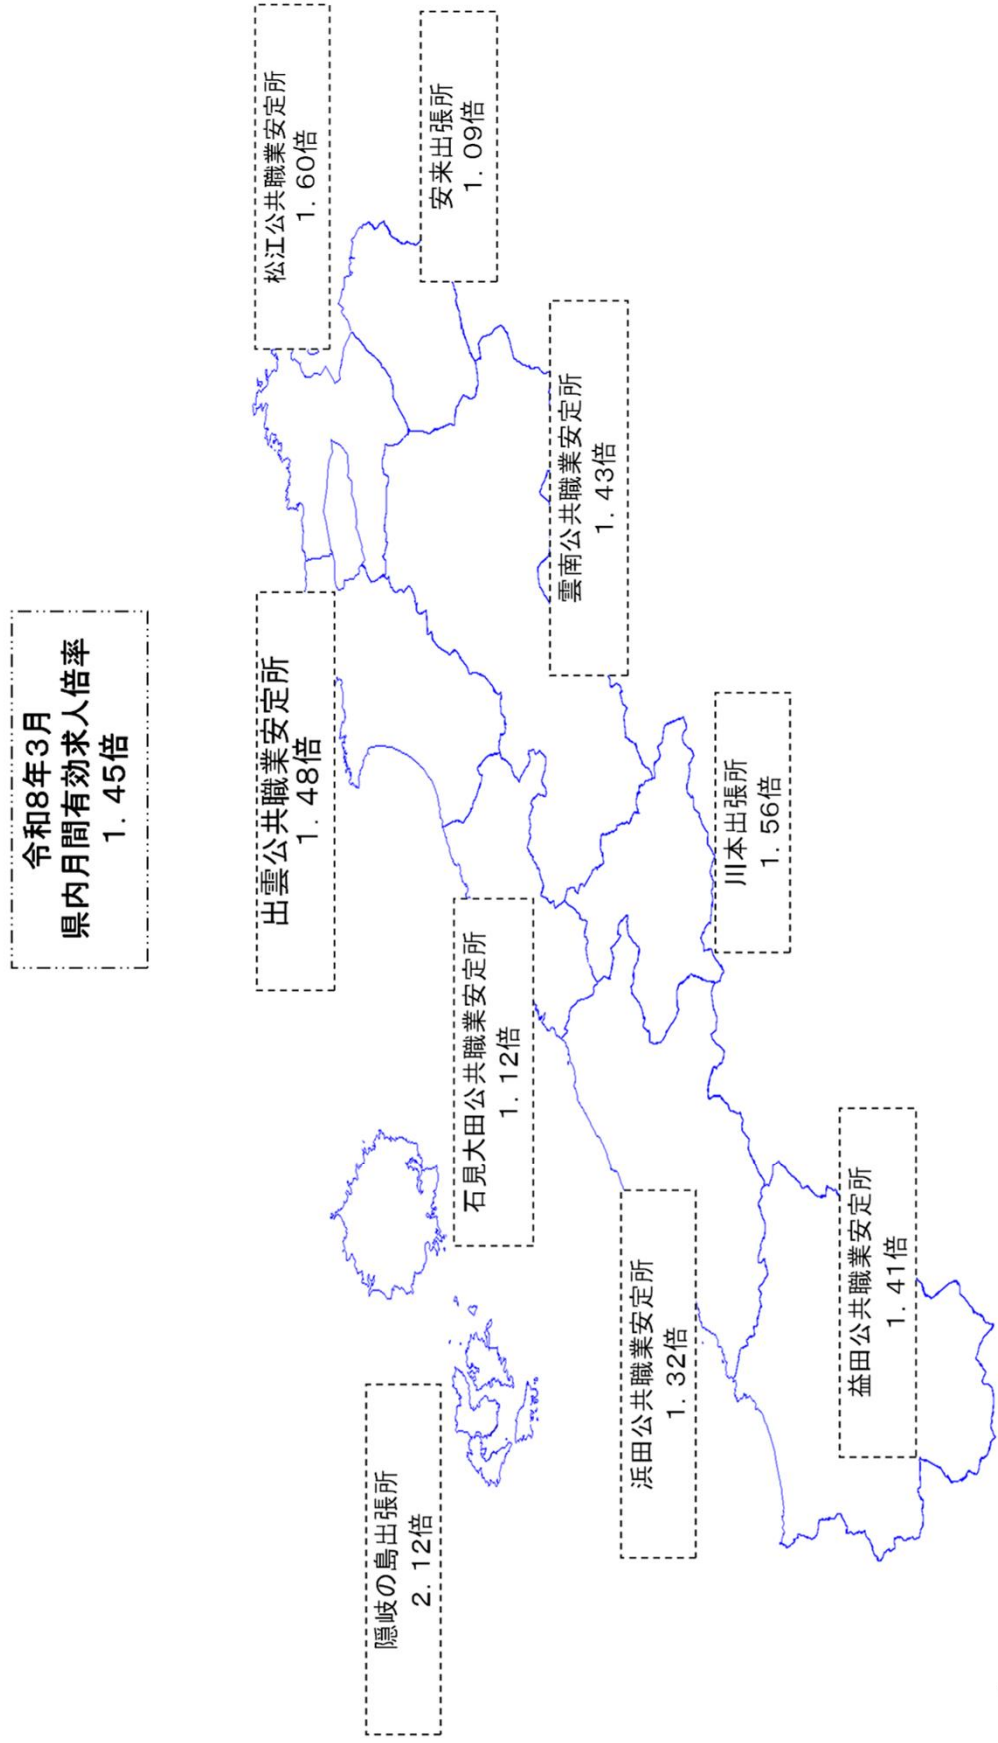 令和8年3月
県内月間有効求人倍率
1. 45倍
松江公共職業安定所
1. 60倍
出雲公共職業安定所
1. 48倍
隠岐の島出張所
2. 12倍
安来出張所
1. 09倍
石見大田公共職業安定所
1. 12倍
雲南公共職業安定所
1. 43倍
浜田公共職業安定所
1. 32倍
川本出張所
1. 56倍
益田公共職業安定所
1. 41倍